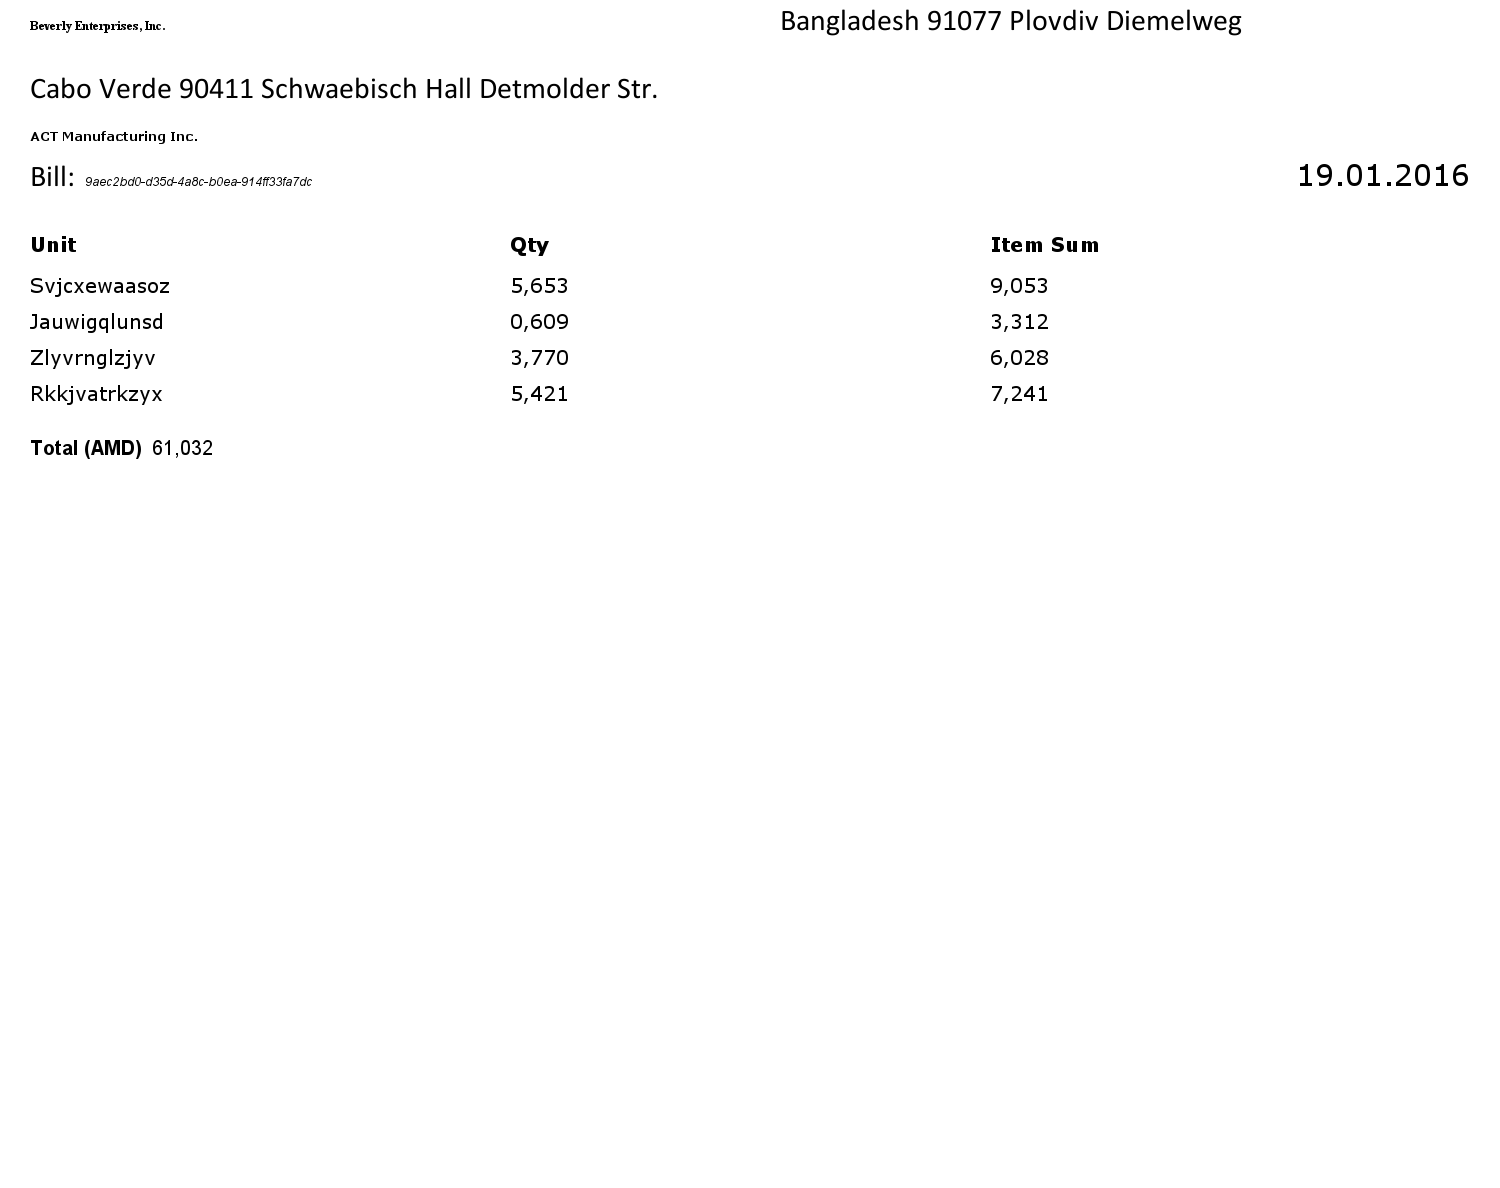 Beverly Enterprises, Inc. Bangladesh 91077 Plovdiv Diemelweg
Cabo Verde 90411 Schwaebisch Hall Detmolder Str.
ACT Manufacturing Inc.
Bill: 9aec2bd0-d35d-4a8c-b0ea-914ff33fa7dc 19.01.2016
Unit Qty Item Sum
Svjcxewaasoz 5,653 9,053
Jauwigqlunsd 0,609 3,312
Zlyvrnglzjyv 3,770 6,028
Rkkjvatrkzyx 5,421 7,241
Total (AMD) 61,032